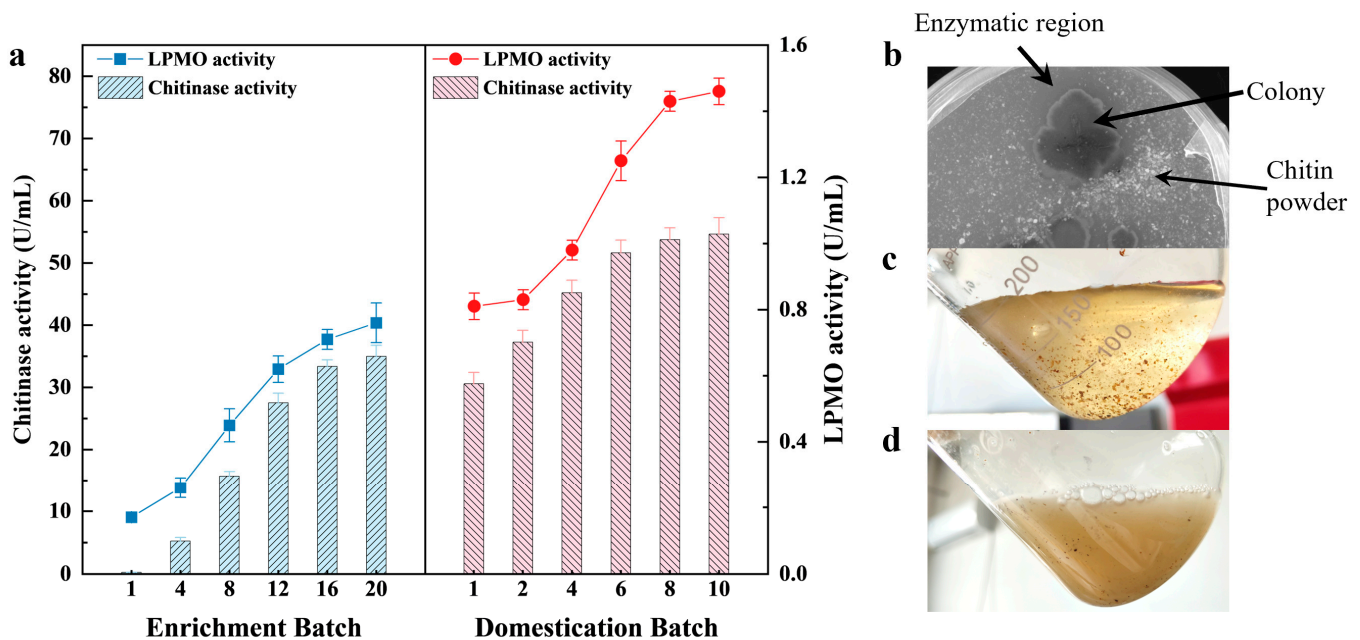 a
LPMO activity
Chitinase activity
LPMO activity
Chitinase activity
Chitinase activity (U/mL)
80
70
60
50
40
30
20
10
0
1 4 8 12 16 20
Enrichment Batch
1 2 4 6 8 10
Domestication Batch
1.6
1.2
0.8
0.4
0.0
LPMO activity (U/mL)
Enzymatic region
b
Colony
Chitin
powder
c
200
150
100
d